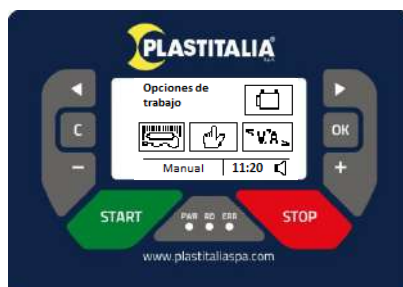 PLASTITALIA
Opciones de
trabajo
V.A
Manual 11:20
C
OK
START
PWR RD ERR
STOP
www.plastitaliaspa.com